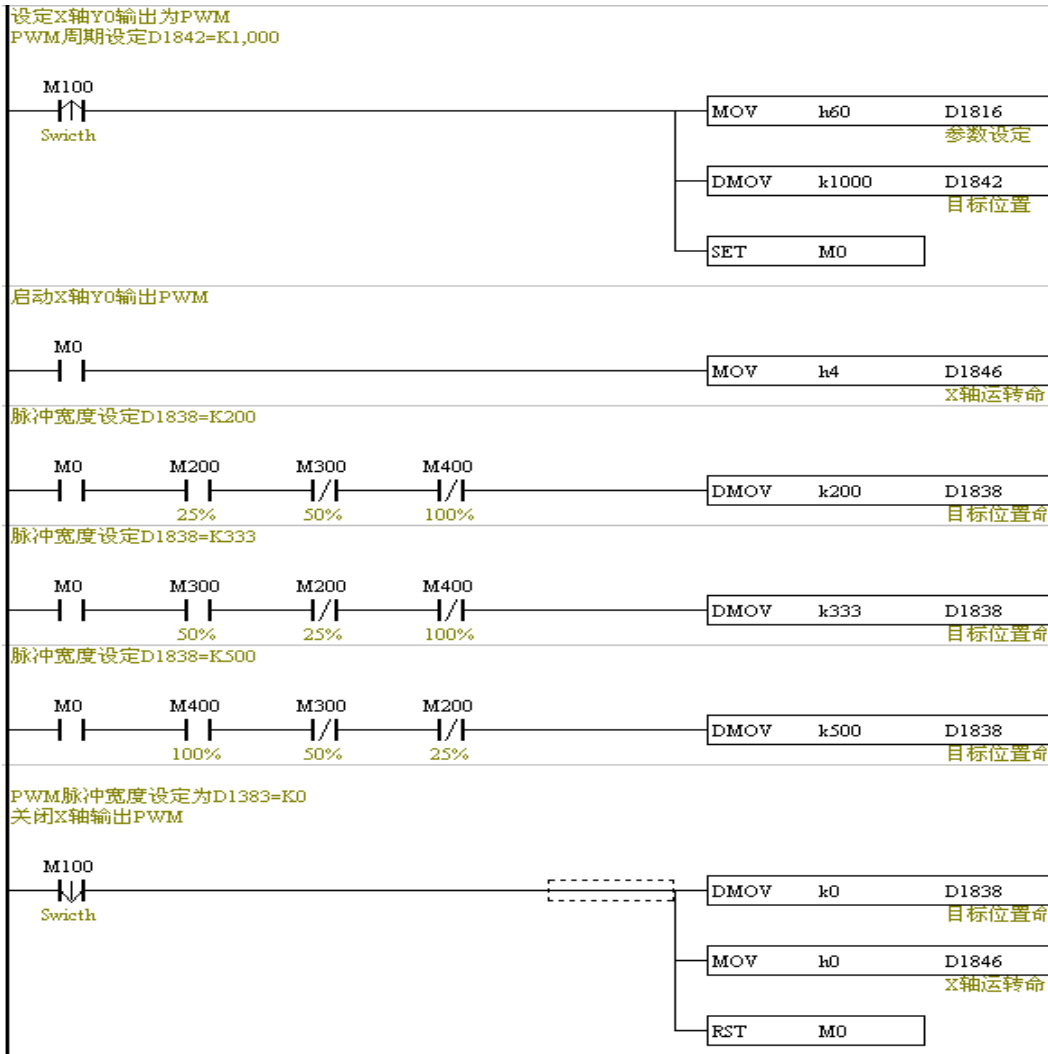 设定X轴Y0输出为PWM
PWM周期设定D1842=K1,000
M100
Swicth
MOV h60 D1816
参数设定
DMOV k1000 D1842
目标位置
SET M0
启动X轴Y0输出PWM
M0
MOV h4 D1846
X轴运转命
脉冲宽度设定D1838=K200
M0 M200 M300 M400
DMOV k200 D1838
25% 50% 100%
目标位置命
脉冲宽度设定D1838=K333
M0 M300 M200 M400
DMOV k333 D1838
50% 25% 100%
目标位置命
脉冲宽度设定D1838=K500
M0 M400 M300 M200
DMOV k500 D1838
100% 50% 25%
目标位置命
PWM脉冲宽度设定为D1383=K0
关闭X轴输出PWM
M100
Swicth
DMOV k0 D1838
目标位置命
MOV h0 D1846
X轴运转命
RST M0